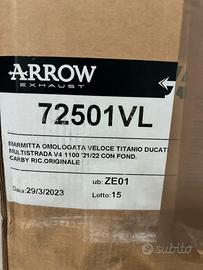 ARROW
EXHAUST
72501VL
MARMITTA OMOLOGATA VELOCE TITANIO DUCATI
MULTISTRADA V4 1100 '21/22 CON FOND.
CARBY RIC.ORIGINALE
ub: ZE01
Data: 29/3/2023
Lotto: 15
subito